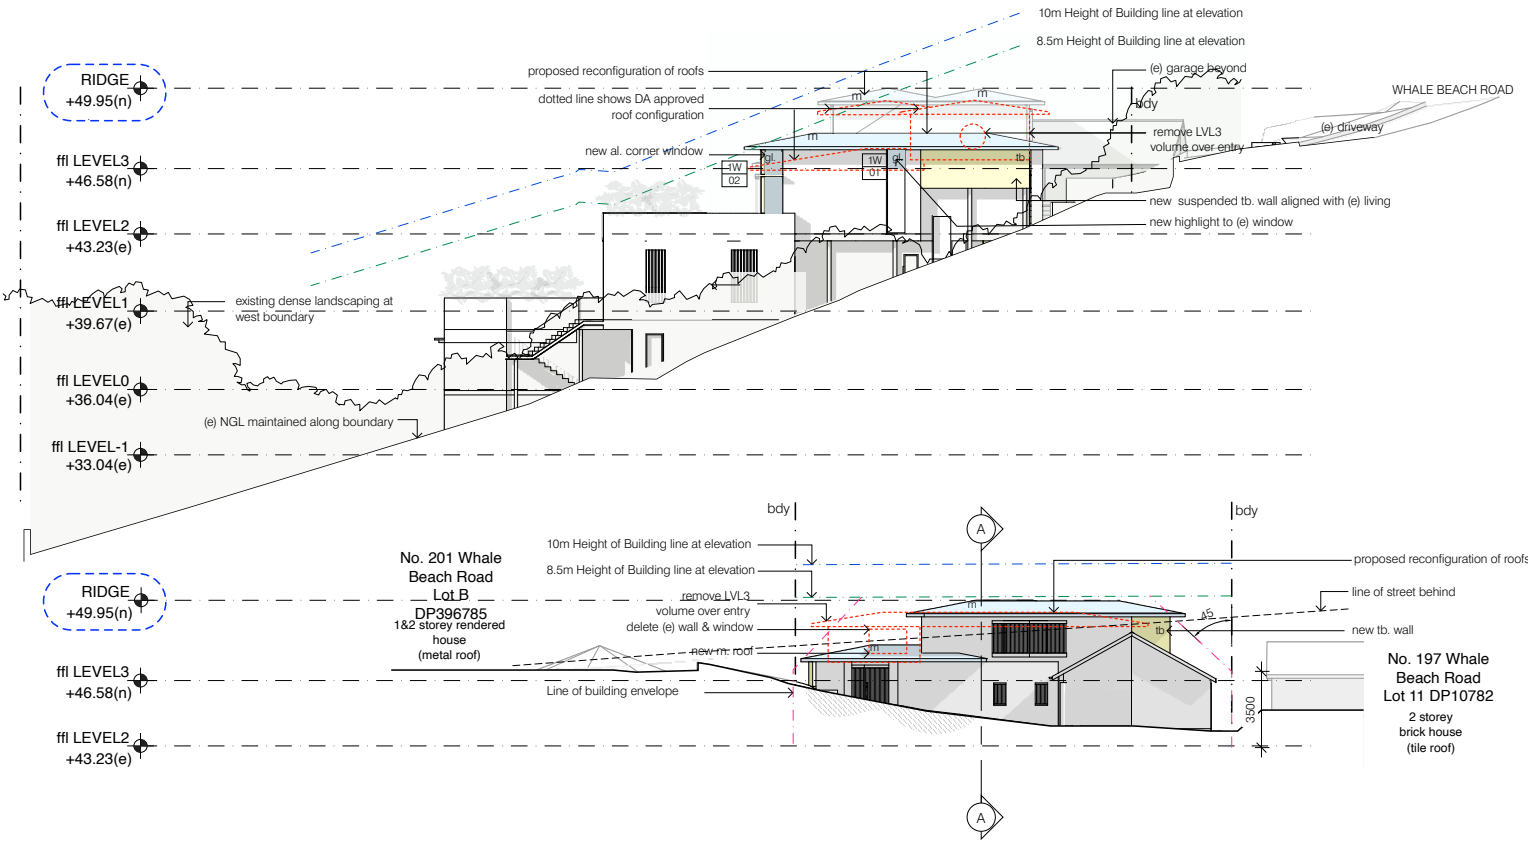 10m Height of Building line at elevation
8.5m Height of Building line at elevation
RIDGE
+49.95(n)
proposed reconfiguration of roofs
(e) garage beyond
WHALE BEACH ROAD
dotted line shows DA approved
roof configuration
m
m
bdy
(e) driveway
m
remove LVL3
volume over entry
new al. corner window
ffl LEVEL3
+46.58(n)
gl.
1W
02
1W
01
gl
tb
new suspended tb. wall aligned with (e) living
new highlight to (e) window
ffl LEVEL2
+43.23(e)
ffl LEVEL1
+39.67(e)
existing dense landscaping at
west boundary
ffl LEVEL0
+36.04(e)
(e) NGL maintained along boundary
ffl LEVEL-1
+33.04(e)
bdy
bdy
A
10m Height of Building line at elevation
8.5m Height of Building line at elevation
No. 201 Whale
Beach Road
Lot B
DP396785
1&2 storey rendered
house
(metal roof)
proposed reconfiguration of roofs
RIDGE
+49.95(n)
remove LVL3
volume over entry
delete (e) wall & window
new m. roof
m
m
line of street behind
45
tb
new tb. wall
ffl LEVEL3
+46.58(n)
Line of building envelope
3500
No. 197 Whale
Beach Road
Lot 11 DP10782
2 storey
brick house
(tile roof)
ffl LEVEL2
+43.23(e)
A